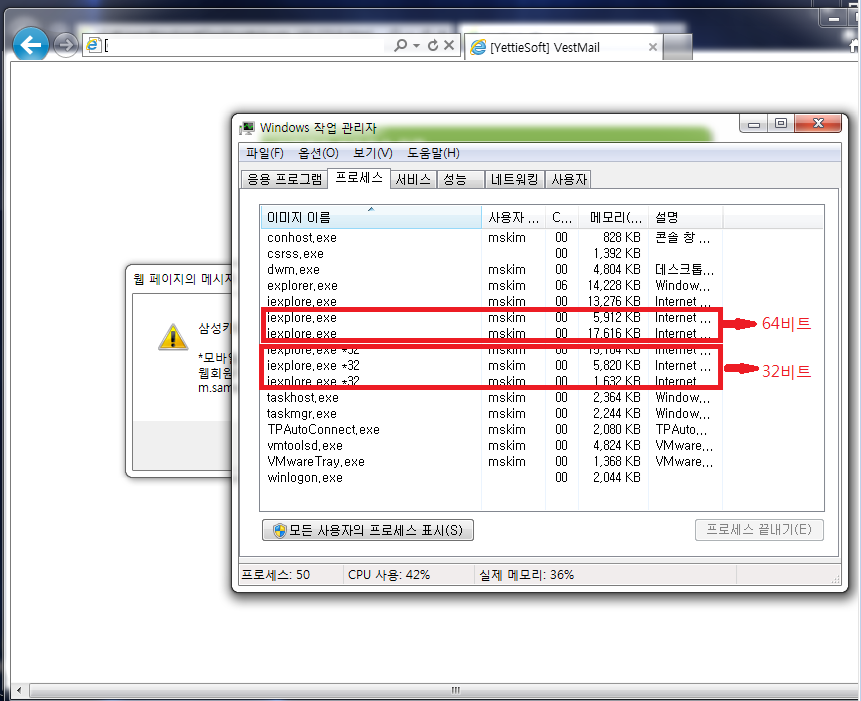 [YettieSoft] VestMail
Windows 작업 관리자
파일(F) 옵션(O) 보기(V) 도움말(H)
응용 프로그램 프로세스 서비스 성능 네트워킹 사용자
이미지 이름 사용자 ... C... 메모리(... 설명
conhost.exe mskim 00 828 KB 콘솔 창 ...
csrss.exe 00 1,392 KB
dwm.exe mskim 00 4,804 KB 데스크톱...
explorer.exe mskim 06 14,228 KB Window...
iexplore.exe mskim 00 13,276 KB Internet ...
iexplore.exe mskim 00 5,912 KB Internet ...
iexplore.exe mskim 00 17,616 KB Internet ...
64비트
iexplore.exe *32 mskim 00 KB Internet ...
iexplore.exe *32 mskim 00 5,820 KB Internet ...
iexplore.exe *32 mskim 00 1,632 KB Internet
32비트
taskhost.exe mskim 00 2,364 KB Window...
taskmgr.exe mskim 00 2,244 KB Window...
TPAutoConnect.exe mskim 00 2,080 KB TPAuto...
vmtoolsd.exe mskim 00 4,824 KB VMware...
VMwareTray.exe mskim 00 1,368 KB VMware...
winlogon.exe 00 2,044 KB
모든 사용자의 프로세스 표시(S) 프로세스 끝내기(E)
프로세스: 50 CPU 사용: 42% 실제 메모리: 36%
웹 페이지의 메시지
삼성카
*모바일
웹회원
m.sam